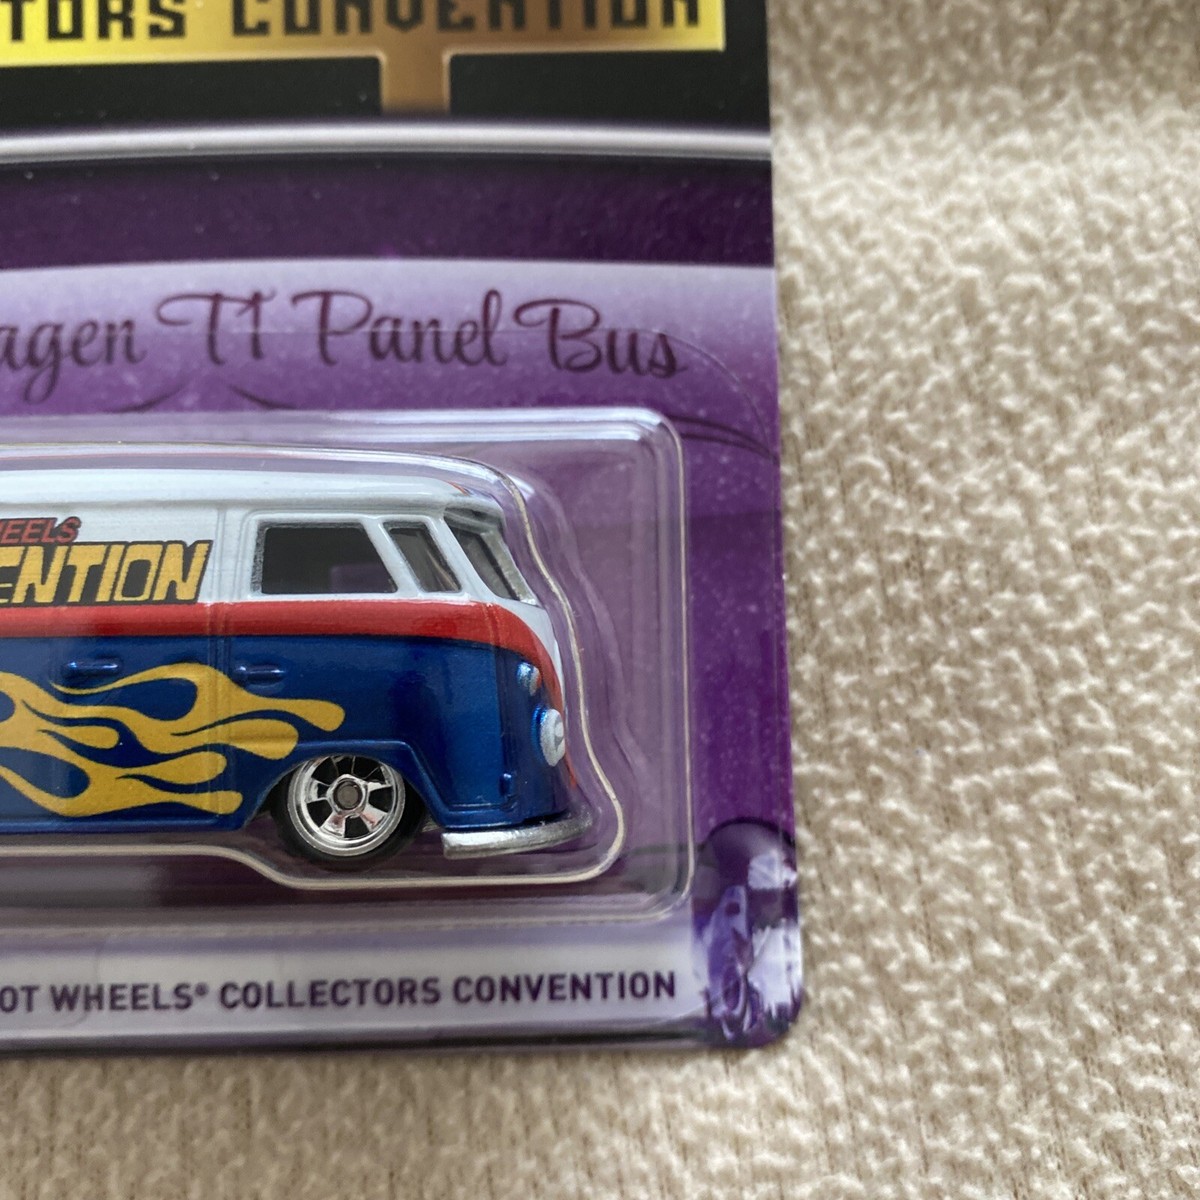 TORS CONVENTION
agen T1 Panel Bus
EELS
ENTION
OT WHEELS® COLLECTORS CONVENTION